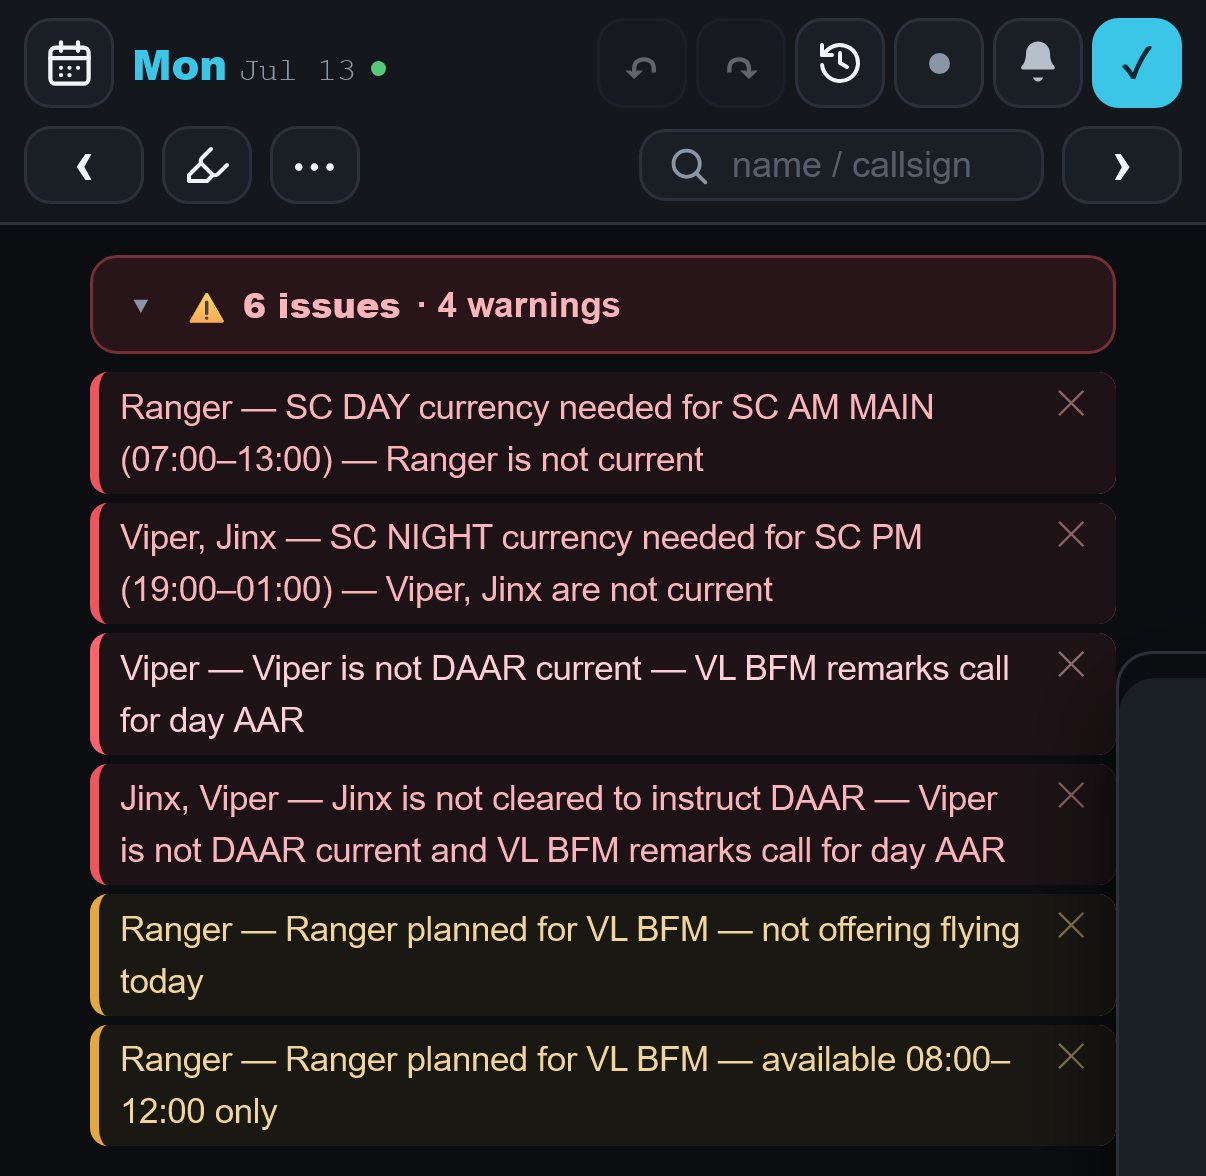 Mon Jul 13
name / callsign
6 issues · 4 warnings
Ranger — SC DAY currency needed for SC AM MAIN
(07:00–13:00) — Ranger is not current
Viper, Jinx — SC NIGHT currency needed for SC PM
(19:00–01:00) — Viper, Jinx are not current
Viper — Viper is not DAAR current — VL BFM remarks call
for day AAR
Jinx, Viper — Jinx is not cleared to instruct DAAR — Viper
is not DAAR current and VL BFM remarks call for day AAR
Ranger — Ranger planned for VL BFM — not offering flying
today
Ranger — Ranger planned for VL BFM — available 08:00–
12:00 only